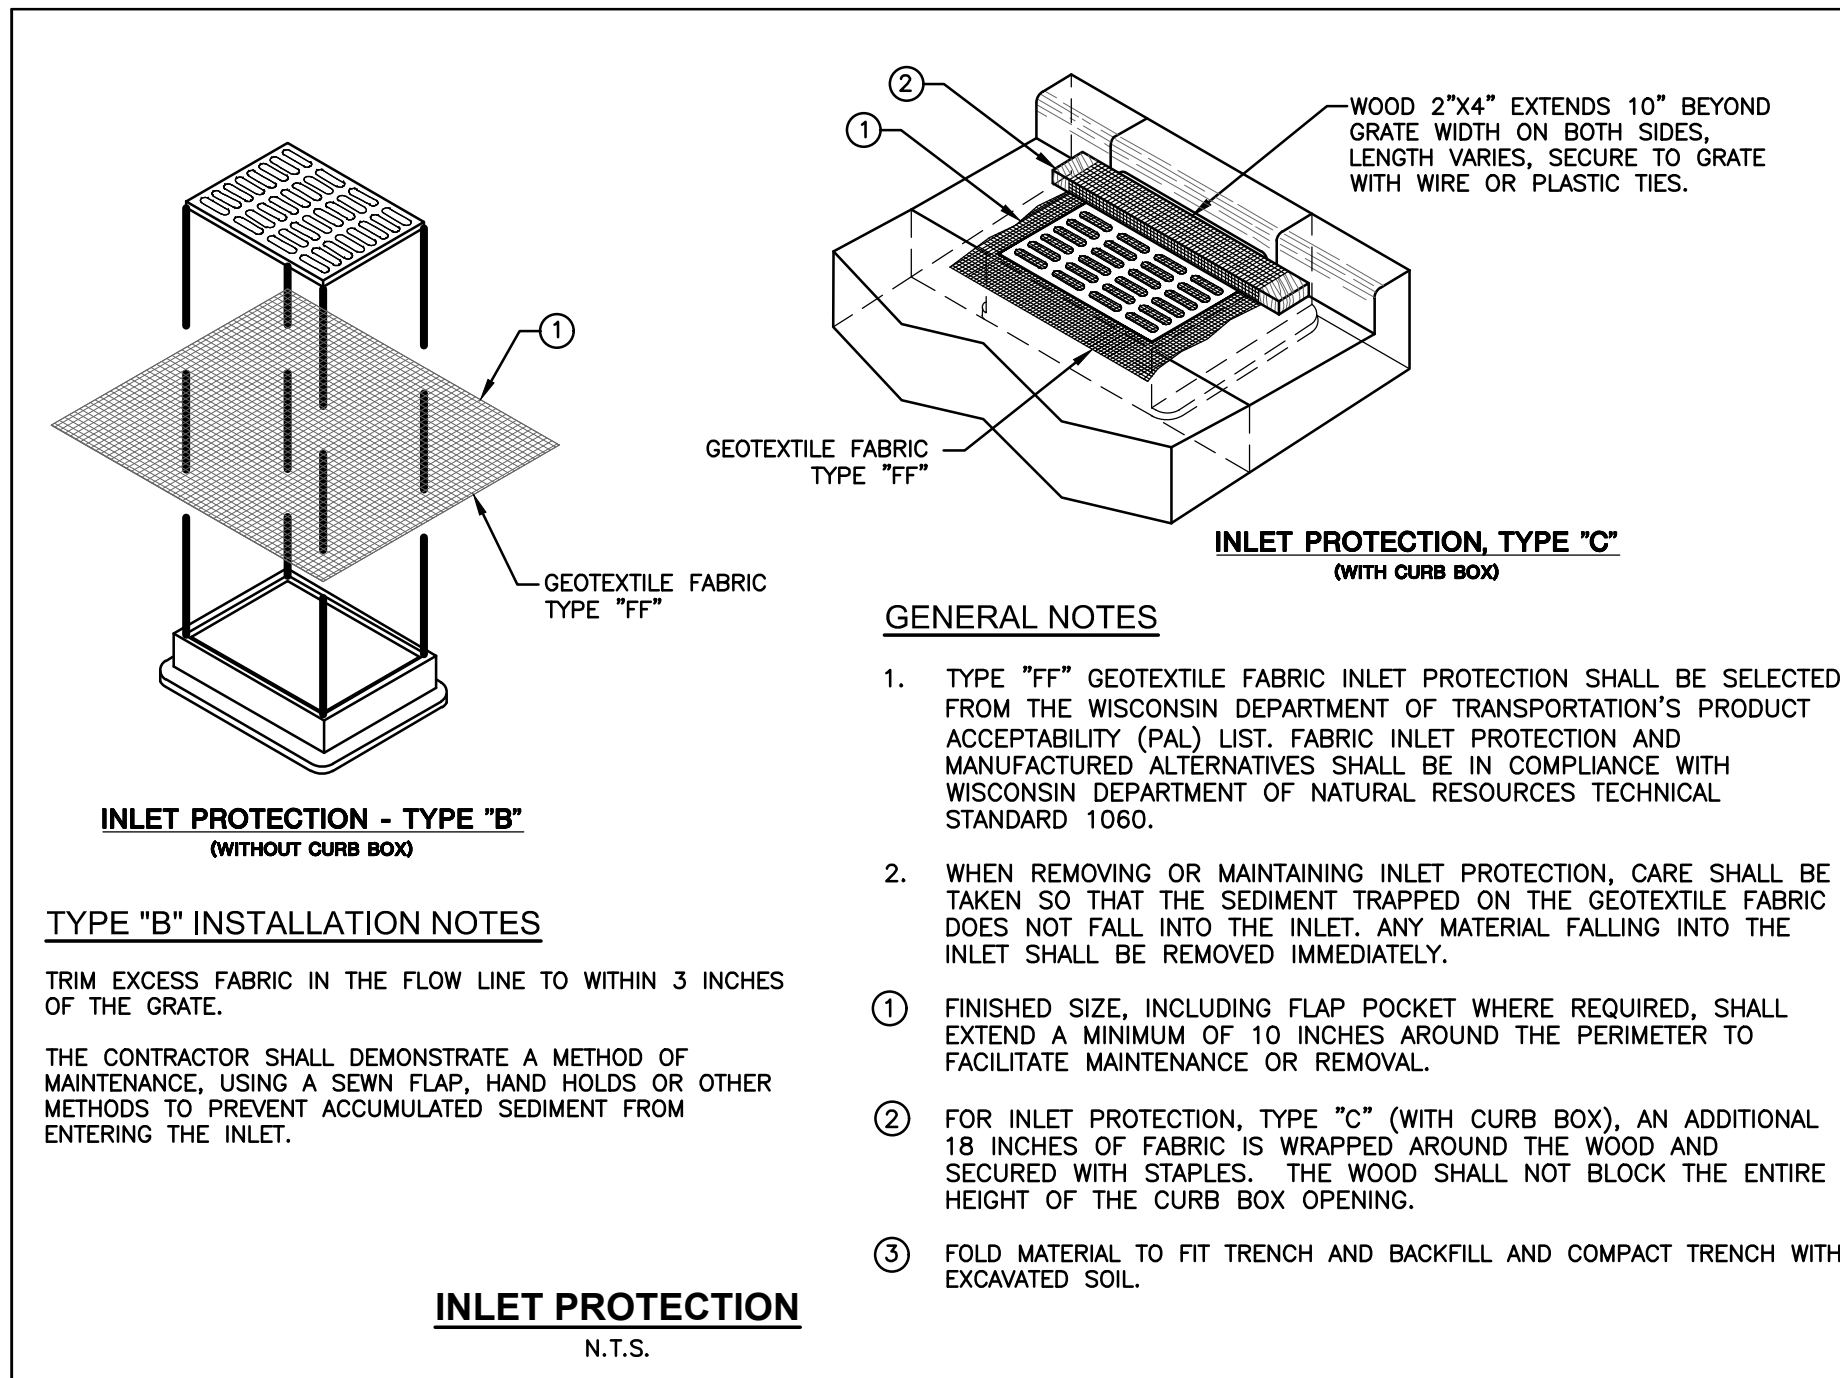 ①
GEOTEXTILE FABRIC
TYPE "FF"
INLET PROTECTION - TYPE "B"
(WITHOUT CURB BOX)
TYPE "B" INSTALLATION NOTES
TRIM EXCESS FABRIC IN THE FLOW LINE TO WITHIN 3 INCHES
OF THE GRATE.
THE CONTRACTOR SHALL DEMONSTRATE A METHOD OF
MAINTENANCE, USING A SEWN FLAP, HAND HOLDS OR OTHER
METHODS TO PREVENT ACCUMULATED SEDIMENT FROM
ENTERING THE INLET.
INLET PROTECTION
N.T.S.
②
①
WOOD 2"X4" EXTENDS 10" BEYOND
GRATE WIDTH ON BOTH SIDES,
LENGTH VARIES, SECURE TO GRATE
WITH WIRE OR PLASTIC TIES.
GEOTEXTILE FABRIC
TYPE "FF"
INLET PROTECTION, TYPE "C"
(WITH CURB BOX)
GENERAL NOTES
1. TYPE "FF" GEOTEXTILE FABRIC INLET PROTECTION SHALL BE SELECTED
FROM THE WISCONSIN DEPARTMENT OF TRANSPORTATION'S PRODUCT
ACCEPTABILITY (PAL) LIST. FABRIC INLET PROTECTION AND
MANUFACTURED ALTERNATIVES SHALL BE IN COMPLIANCE WITH
WISCONSIN DEPARTMENT OF NATURAL RESOURCES TECHNICAL
STANDARD 1060.
2. WHEN REMOVING OR MAINTAINING INLET PROTECTION, CARE SHALL BE
TAKEN SO THAT THE SEDIMENT TRAPPED ON THE GEOTEXTILE FABRIC
DOES NOT FALL INTO THE INLET. ANY MATERIAL FALLING INTO THE
INLET SHALL BE REMOVED IMMEDIATELY.
① FINISHED SIZE, INCLUDING FLAP POCKET WHERE REQUIRED, SHALL
EXTEND A MINIMUM OF 10 INCHES AROUND THE PERIMETER TO
FACILITATE MAINTENANCE OR REMOVAL.
② FOR INLET PROTECTION, TYPE "C" (WITH CURB BOX), AN ADDITIONAL
18 INCHES OF FABRIC IS WRAPPED AROUND THE WOOD AND
SECURED WITH STAPLES. THE WOOD SHALL NOT BLOCK THE ENTIRE
HEIGHT OF THE CURB BOX OPENING.
③ FOLD MATERIAL TO FIT TRENCH AND BACKFILL AND COMPACT TRENCH WITH
EXCAVATED SOIL.